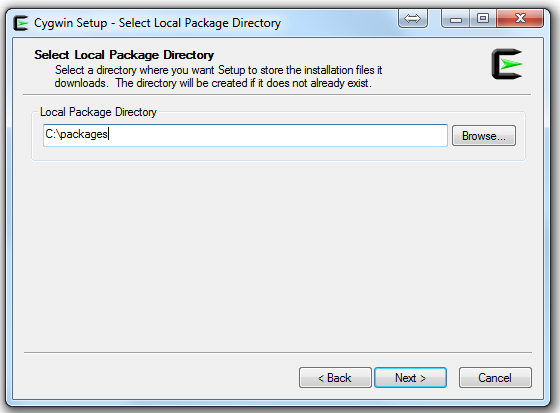 Cygwin Setup - Select Local Package Directory
Select Local Package Directory
Select a directory where you want Setup to store the installation files it
downloads. The directory will be created if it does not already exist.
Local Package Directory
C:\packages
Browse...
< Back
Next >
Cancel